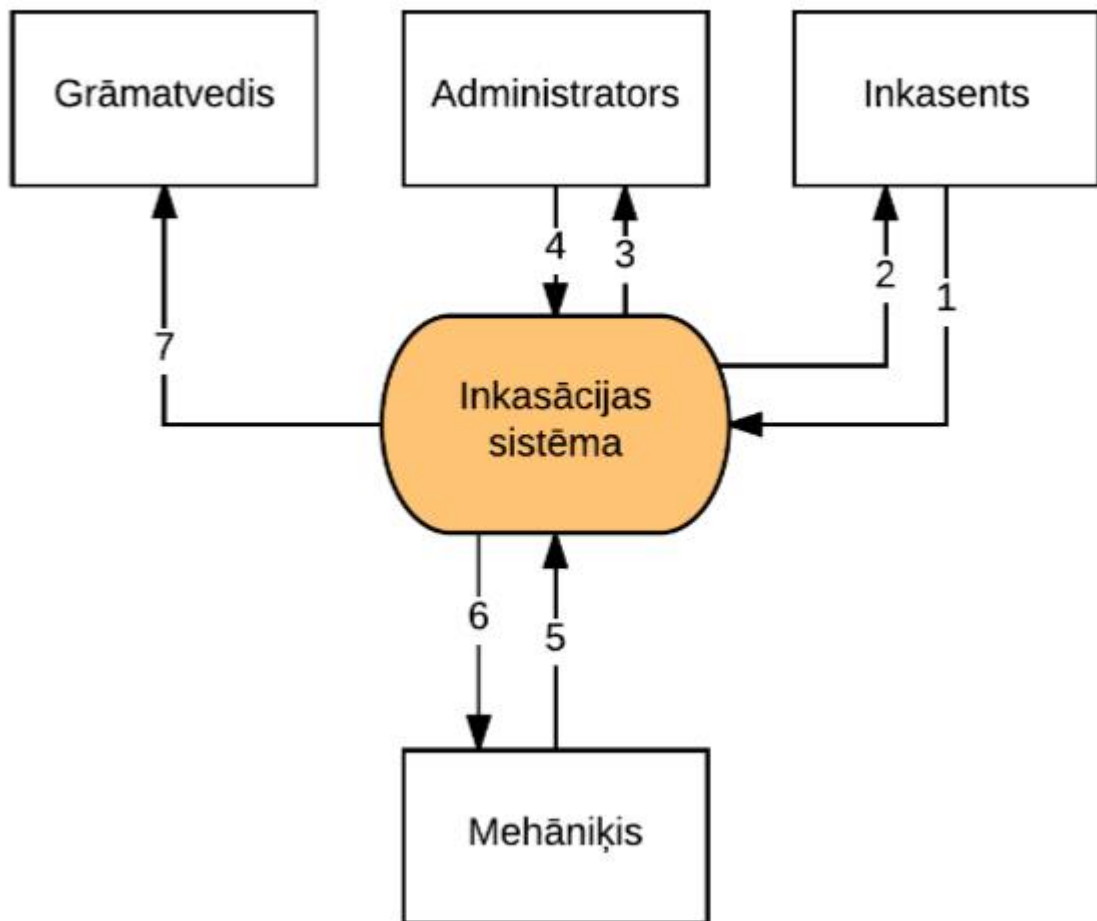 Grāmatvedis
Administrators
Inkasents
4
3
2
1
7
Inkasācijas
sistēma
6
5
Mehāniķis